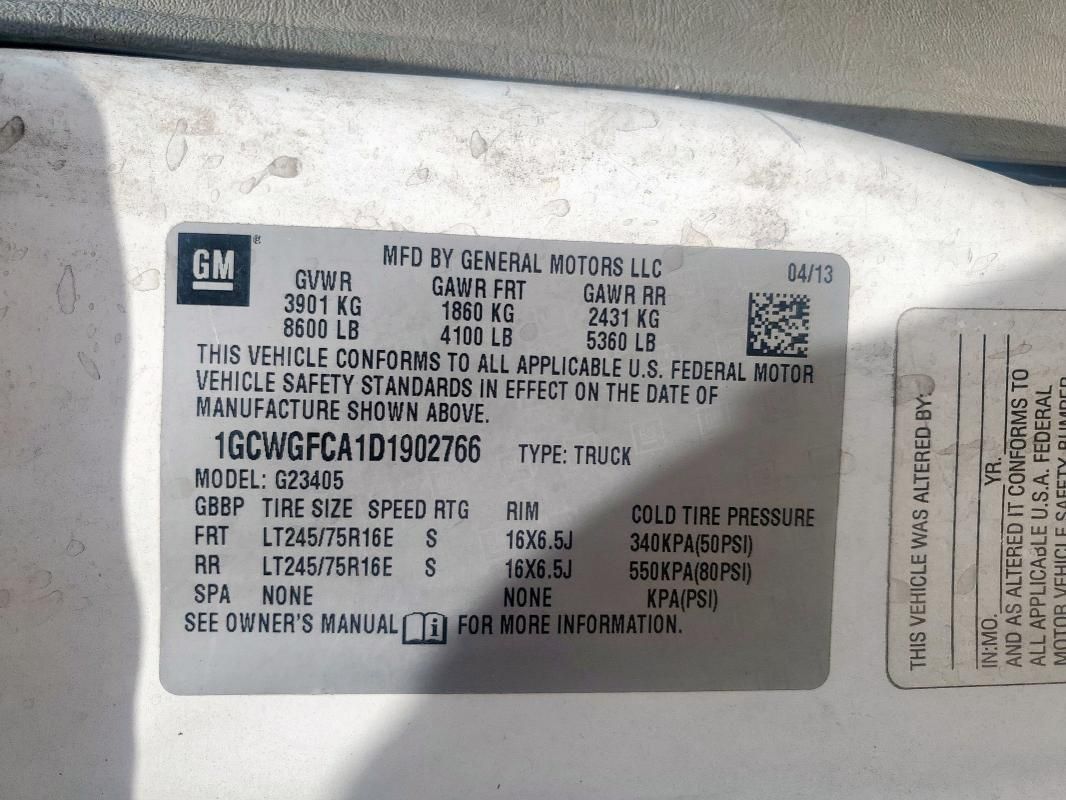 GM ®
MFD BY GENERAL MOTORS LLC 04/13
GVWR GAWR FRT GAWR RR
3901 KG 1860 KG 2431 KG
8600 LB 4100 LB 5360 LB
THIS VEHICLE CONFORMS TO ALL APPLICABLE U.S. FEDERAL MOTOR
VEHICLE SAFETY STANDARDS IN EFFECT ON THE DATE OF
MANUFACTURE SHOWN ABOVE.
1GCWGFCA1D1902766 TYPE: TRUCK
MODEL: G23405
GBBP TIRE SIZE SPEED RTG RIM COLD TIRE PRESSURE
FRT LT245/75R16E S 16X6.5J 340KPA(50PSI)
RR LT245/75R16E S 16X6.5J 550KPA(80PSI)
SPA NONE NONE KPA(PSI)
SEE OWNER'S MANUAL i FOR MORE INFORMATION.
THIS VEHICLE WAS ALTERED BY:
IN:MO. YR.
AND AS ALTERED IT CONFORMS TO
ALL APPLICABLE U.S.A. FEDERAL
MOTOR VEHICLE SAFETY BUMPER